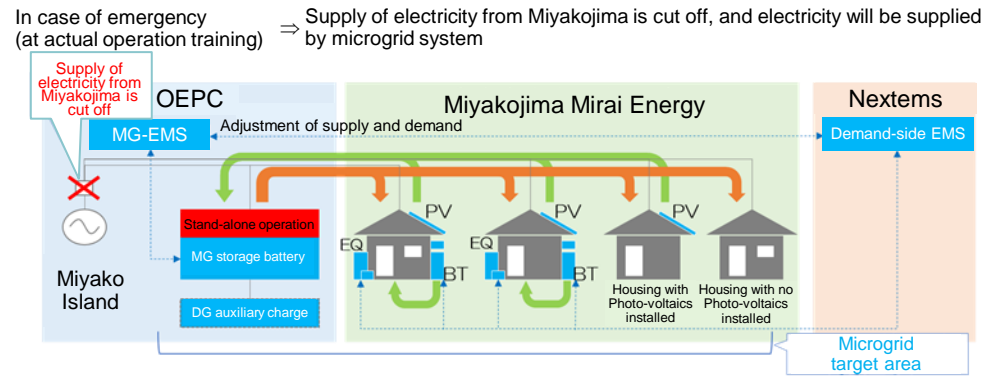 In case of emergency
(at actual operation training)
⇒
Supply of electricity from Miyakojima is cut off, and electricity will be supplied
by microgrid system
Supply of
electricity from
Miyakojima is
cut off
OEPC
Miyakojima Mirai Energy
Nextems
MG-EMS
Adjustment of supply and demand
Demand-side EMS
Stand-alone operation
MG storage battery
DG auxiliary charge
Miyako
Island
PV
EQ
BT
PV
EQ
BT
PV
Housing with
Photo-voltaics
installed
Housing with no
Photo-voltaics
installed
Microgrid
target area